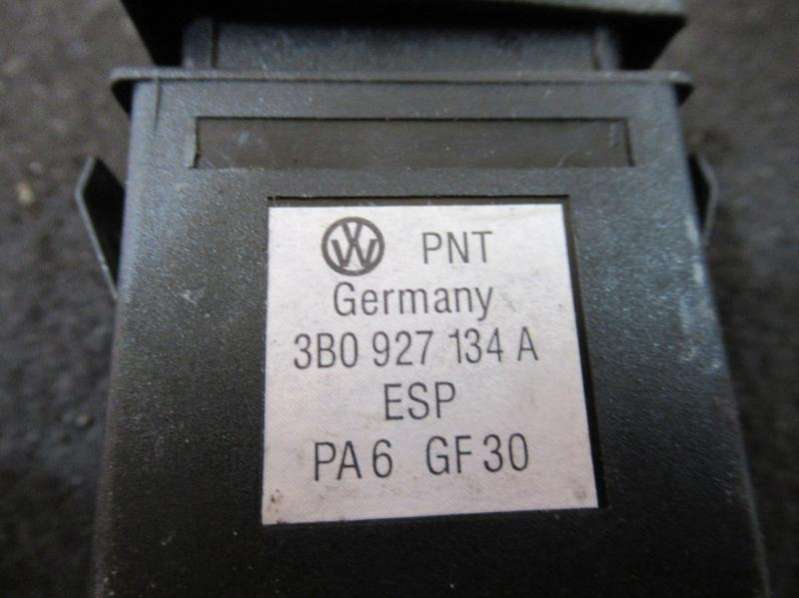 VW PNT
Germany
3B0 927 134 A
ESP
PA6 GF30